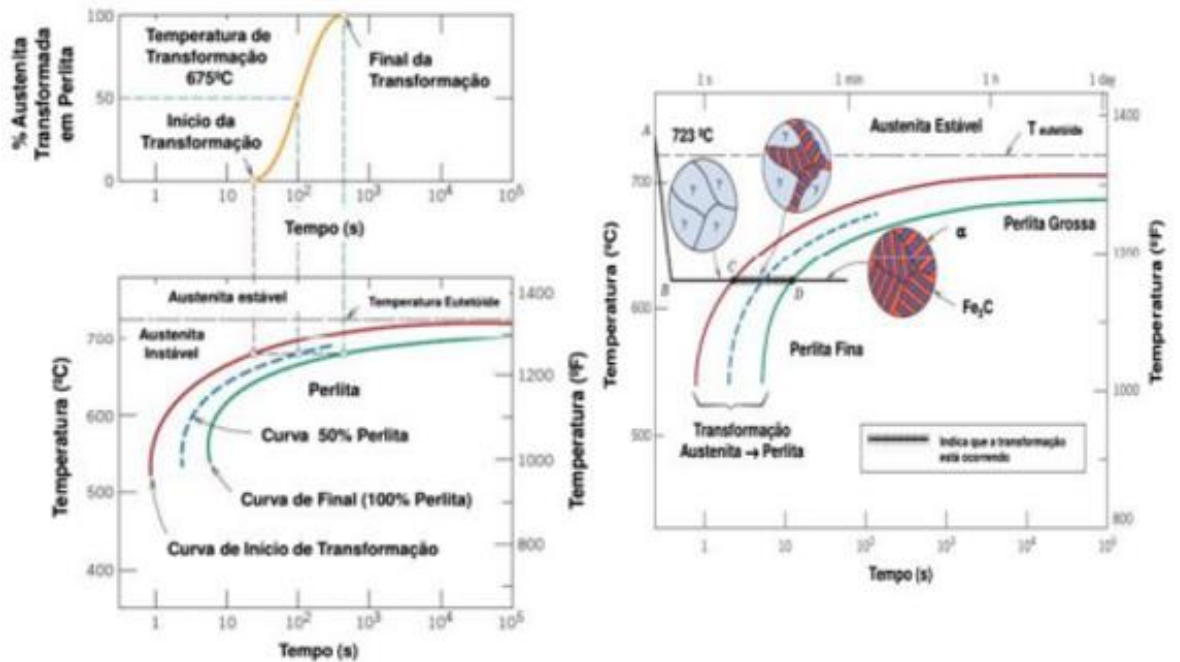 % Austenita
Transformada
em Perlita
100
50
0
Temperatura de
Transformação
675ºC
Início da
Transformação
Final da
Transformação
1
10
10²
10³
10⁴
10⁵
Tempo (s)
Temperatura (ºC)
700
600
500
400
Austenita estável
Temperatura Eutetóide
Austenita
Instável
Perlita
Curva 50% Perlita
Curva de Final (100% Perlita)
Curva de Início de Transformação
1400
1200
1000
800
Temperatura (ºF)
1
10
10²
10³
10⁴
10⁵
Tempo (s)
1 s
1 min
1 h
1 day
Temperatura (ºC)
700
600
500
A
723 ºC
Austenita Estável
T eutetóide
?
?
?
?
?
?
?
?
B
C
D
Perlita Grossa
α
Fe₃C
Perlita Fina
Transformação
Austenita → Perlita
Indica que a transformação
está ocorrendo
1400
1200
1000
800
Temperatura (ºF)
1
10
10²
10³
10⁴
10⁵
Tempo (s)